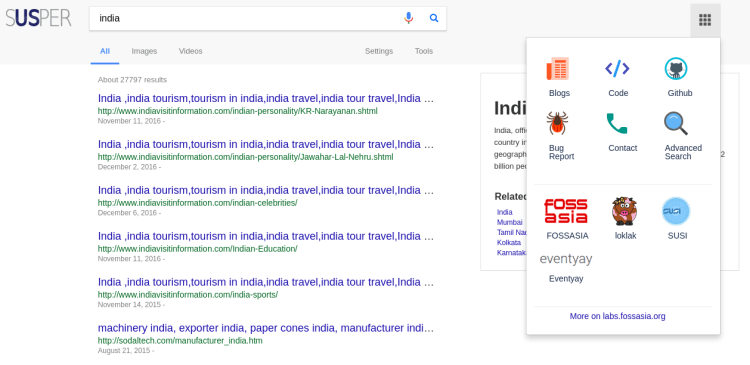 SUSPER
india
All Images Videos Settings Tools
About 27797 results
India ,india tourism,tourism in india,india travel,india tour travel,India ...
http://www.indiavisitinformation.com/indian-personality/KR-Narayanan.shtml
November 11, 2016 -
India ,india tourism,tourism in india,india travel,india tour travel,India ...
http://www.indiavisitinformation.com/indian-personality/Jawahar-Lal-Nehru.shtml
December 2, 2016 -
India ,india tourism,tourism in india,india travel,india tour travel,India ...
http://www.indiavisitinformation.com/indian-celebrities/
December 6, 2016 -
India ,india tourism,tourism in india,india travel,india tour travel,India ...
http://www.indiavisitinformation.com/Indian-Education/
November 11, 2016 -
India ,india tourism,tourism in india,india travel,india tour travel,India ...
http://www.indiavisitinformation.com/india-sports/
November 14, 2015 -
machinery india, exporter india, paper cones india, manufacturer indi...
http://sodaltech.com/manufacturer_india.htm
August 21, 2015 -
Indi
India, offi
country in
geograph
2
billion pe
Related
India
Mumbai
Tamil Nad
Kolkata
Karnatak
Blogs Code Github
Bug
Report
Contact
Advanced
Search
FOSS
asia
SUSI
FOSSASIA loklak SUSI
eventyay
Eventyay
More on labs.fossasia.org